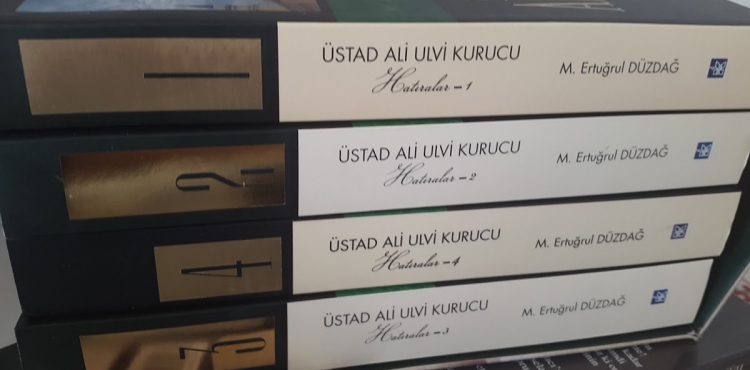 1
ÜSTAD ALİ ULVİ KURUCU
Hatıralar - 1
M. Ertuğrul DÜZDAĞ
2
ÜSTAD ALİ ULVİ KURUCU
Hatıralar - 2
M. Ertuğrul DÜZDAĞ
4
ÜSTAD ALİ ULVİ KURUCU
Hatıralar - 4
M. Ertuğrul DÜZDAĞ
3
ÜSTAD ALİ ULVİ KURUCU
Hatıralar - 3
M. Ertuğrul DÜZDAĞ